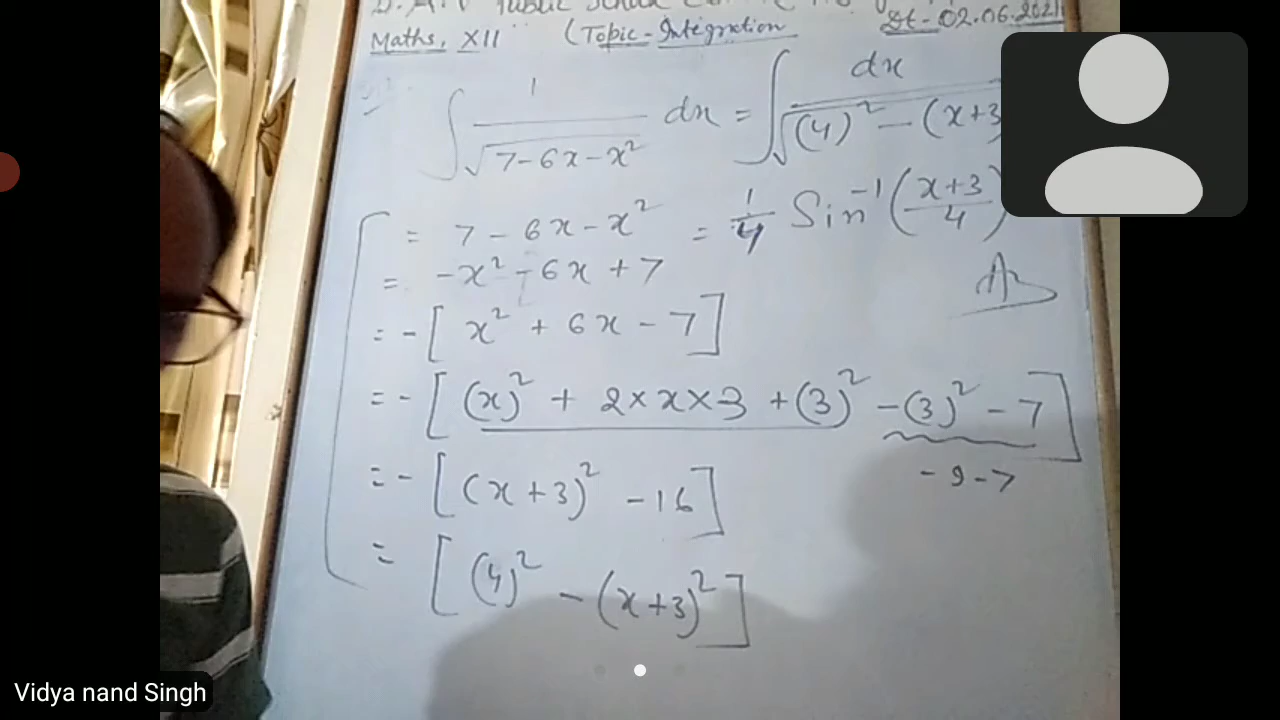 Public School
Maths, XII (Topic - Integration Dt - 02.06.2021
∫ 1/√(7-6x-x²) dx = ∫ dx/√((4)² - (x+3
= 7 - 6x - x² = 1/4 Sin⁻¹(x+3/4)
= -x² - 6x + 7
= -[x² + 6x - 7]
= -[(x)² + 2×x×3 + (3)² - (3)² - 7]
-9-7
= -[(x+3)² - 16]
= [(4)² - (x+3)²]
Vidya nand Singh